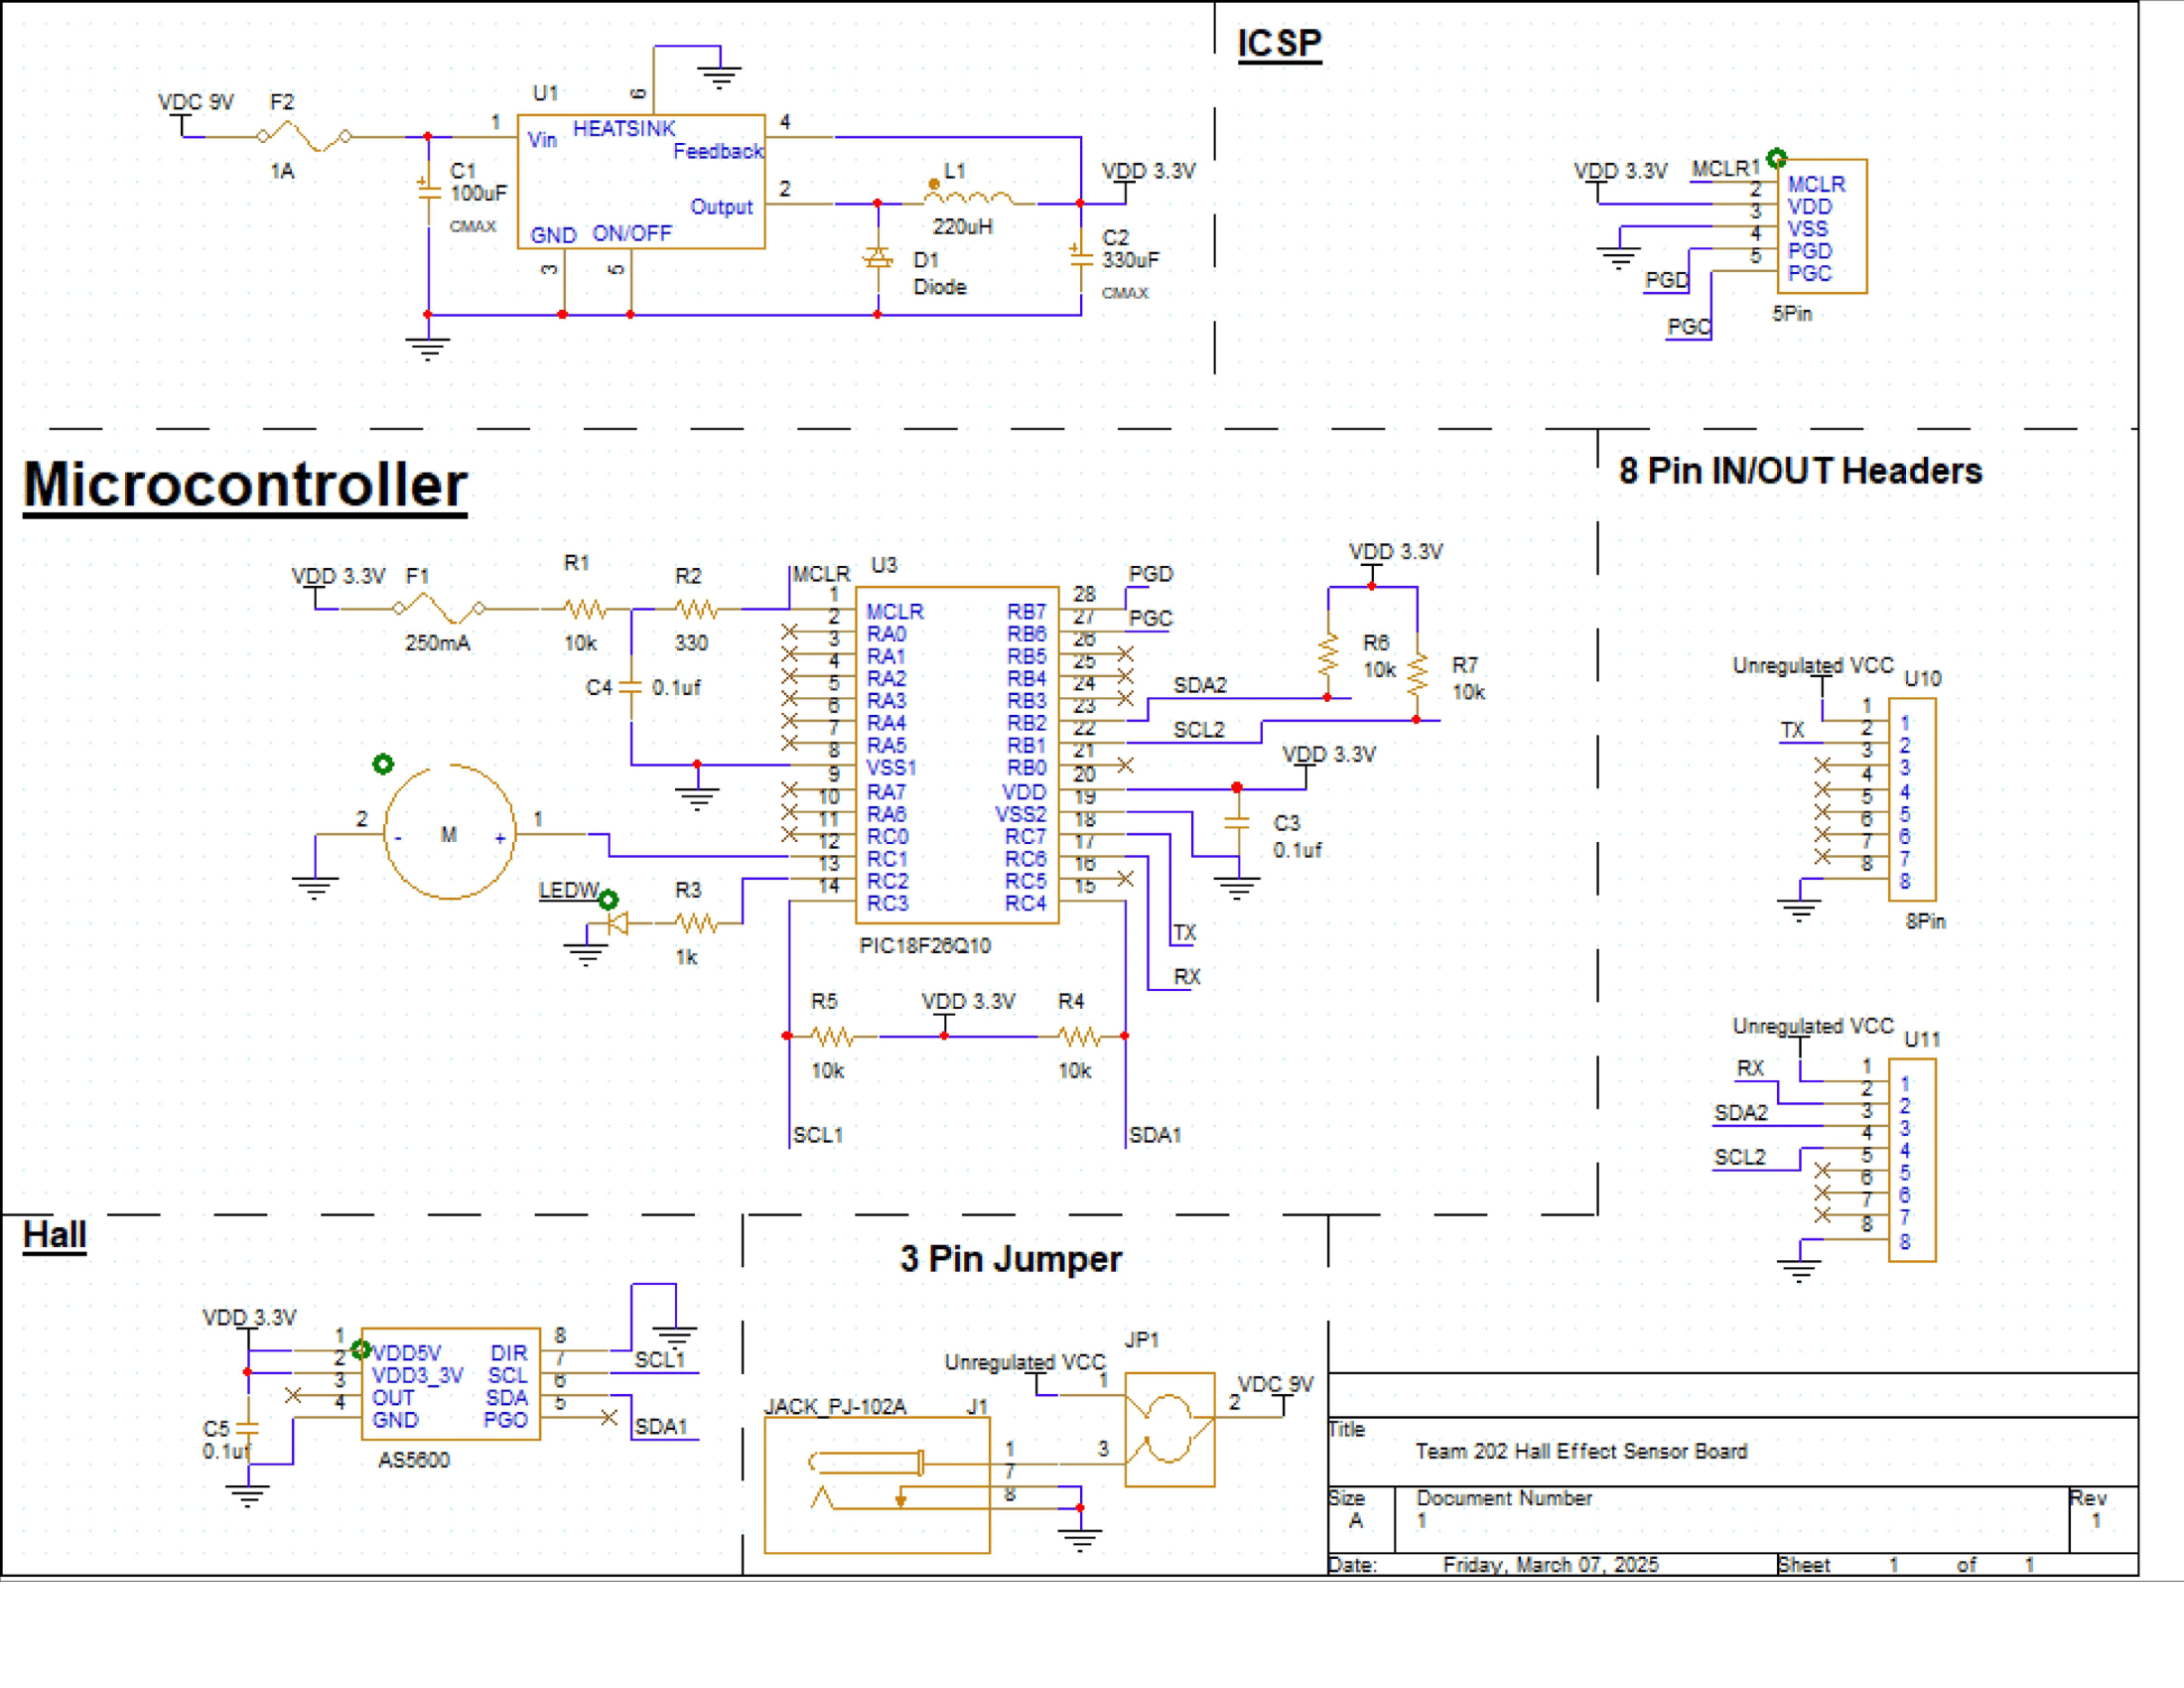 ICSP
VDC 9V
F2
1A
C1
100uF
CMAX
U1
1
Vin
HEATSINK
6
Feedback
4
Output
2
GND
ON/OFF
3
5
L1
220uH
D1
Diode
VDD 3.3V
C2
330uF
CMAX
VDD 3.3V
MCLR
1
2
3
4
5
MCLR
VDD
VSS
PGD
PGC
PGD
PGC
5Pin
Microcontroller
VDD 3.3V
F1
250mA
R1
10k
R2
330
C4
0.1uf
MCLR
U3
1
2
3
4
5
6
7
8
9
10
11
12
13
14
MCLR
RA0
RA1
RA2
RA3
RA4
RA5
VSS1
RA7
RA6
RC0
RC1
RC2
RC3
RB7
RB6
RB5
RB4
RB3
RB2
RB1
RB0
VDD
VSS2
RC7
RC6
RC5
RC4
28
27
26
25
24
23
22
21
20
19
18
17
16
15
PIC18F26Q10
PGD
PGC
SDA2
SCL2
VDD 3.3V
R6
10k
R7
10k
VDD 3.3V
C3
0.1uf
TX
RX
2
-
M
+
1
LEDW
R3
1k
R5
10k
VDD 3.3V
R4
10k
SCL1
SDA1
8 Pin IN/OUT Headers
Unregulated VCC
U10
TX
1
2
3
4
5
6
7
8
1
2
3
4
5
6
7
8
8Pin
Unregulated VCC
U11
RX
SDA2
SCL2
1
2
3
4
5
6
7
8
1
2
3
4
5
6
7
8
Hall
VDD 3.3V
1
2
3
4
VDD5V
VDD3_3V
OUT
GND
DIR
SCL
SDA
PGO
8
7
6
5
SCL1
SDA1
C5
0.1uf
AS5600
3 Pin Jumper
JP1
Unregulated VCC
1
VDC 9V
2
3
JACK_PJ-102A
J1
1
7
8
Title
Team 202 Hall Effect Sensor Board
Size
A
Document Number
1
Rev
1
Date:
Friday, March 07, 2025
Sheet
1
of
1